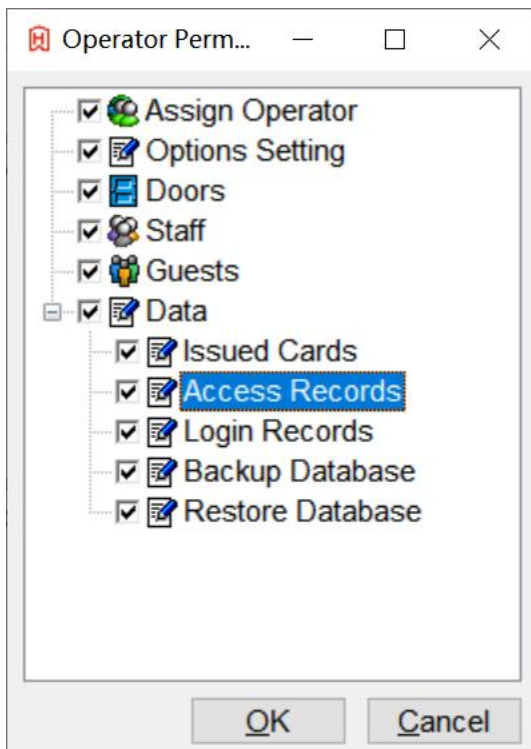 Operator Perm...
Assign Operator
Options Setting
Doors
Staff
Guests
Data
Issued Cards
Access Records
Login Records
Backup Database
Restore Database
OK
Cancel